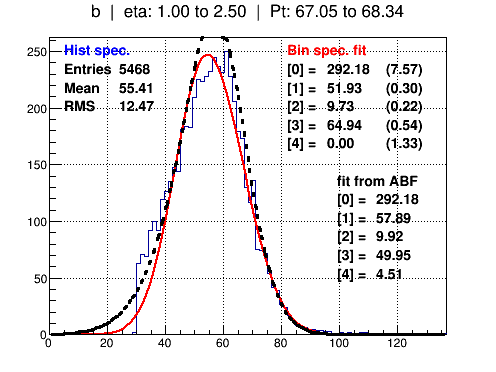 b | eta: 1.00 to 2.50 | Pt: 67.05 to 68.34
Hist spec.
Entries 5468
Mean 55.41
RMS 12.47
Bin spec. fit
[0] = 292.18 (7.57)
[1] = 51.93 (0.30)
[2] = 9.73 (0.22)
[3] = 64.94 (0.54)
[4] = 0.00 (1.33)
fit from ABF
[0] = 292.18
[1] = 57.89
[2] = 9.92
[3] = 49.95
[4] = 4.51
250
200
150
100
50
0
0 20 40 60 80 100 120